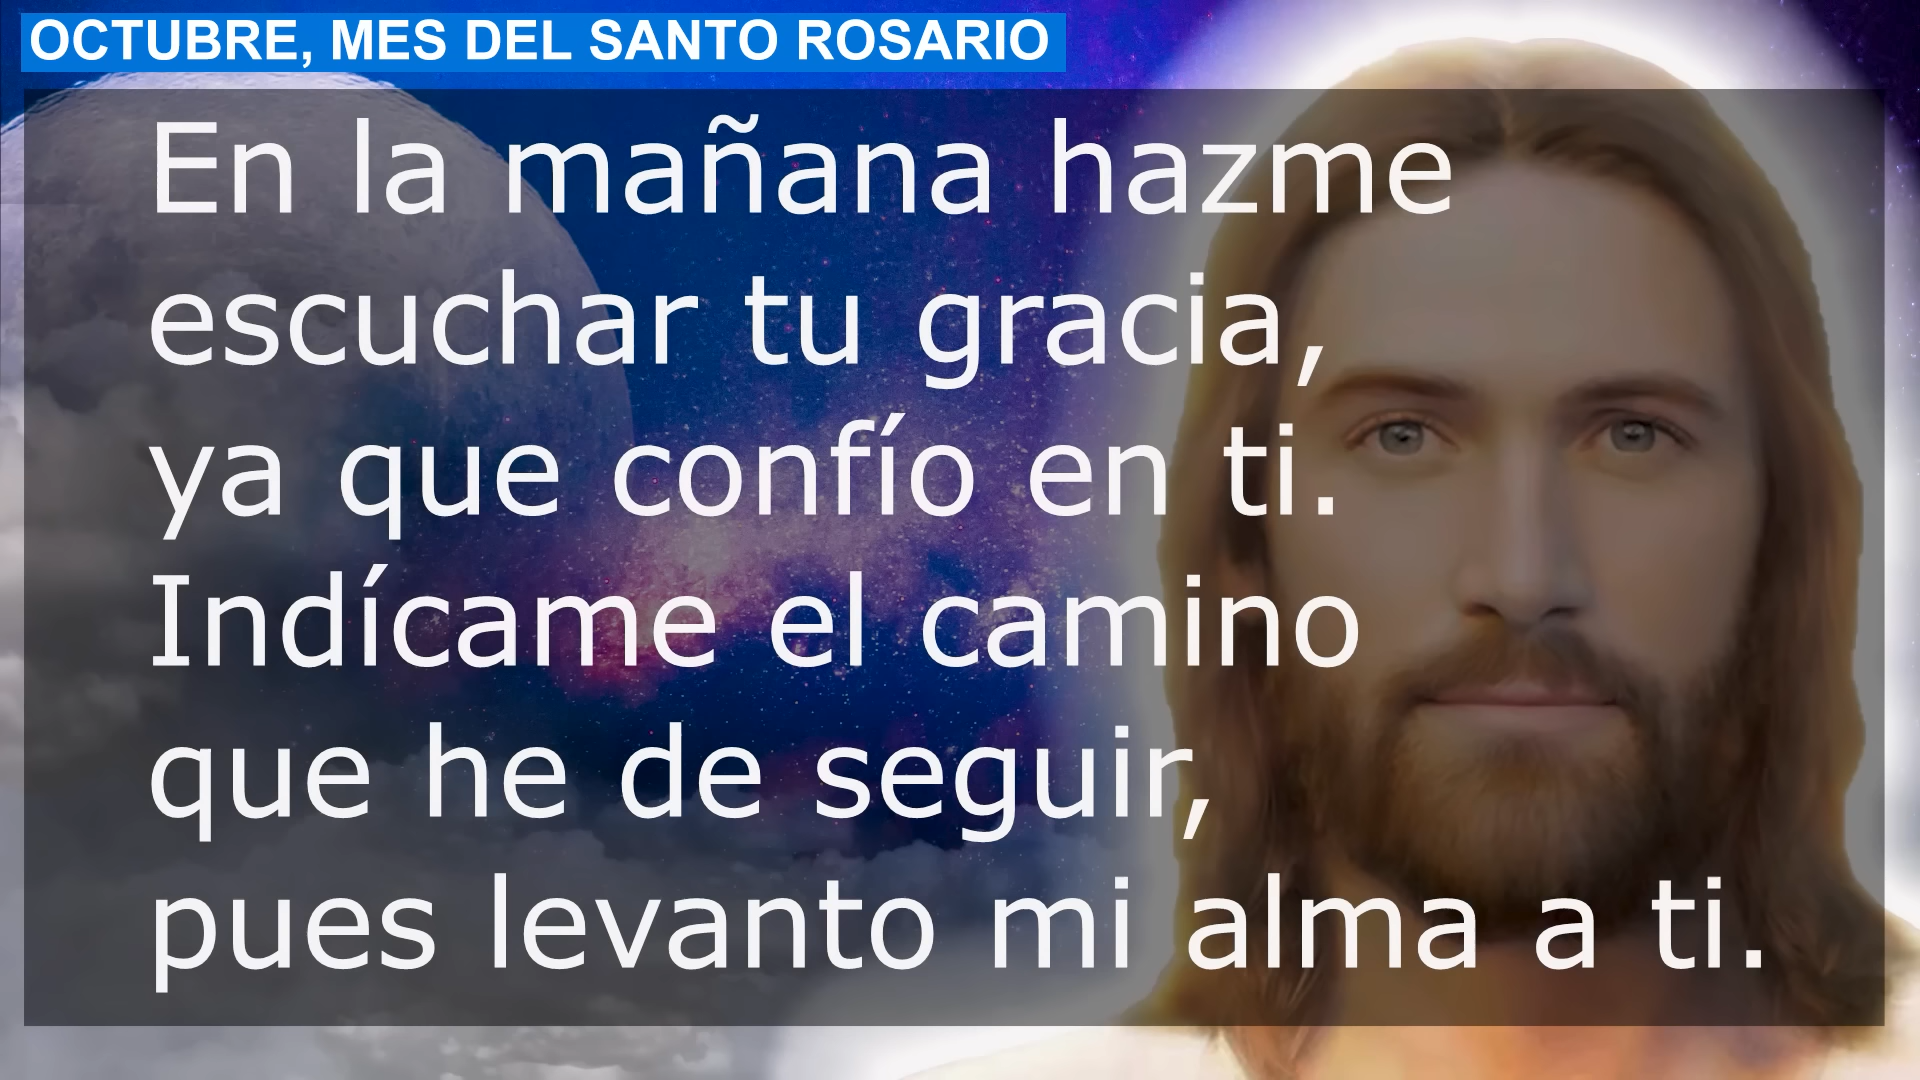 OCTUBRE, MES DEL SANTO ROSARIO
En la mañana hazme
escuchar tu gracia,
ya que confío en ti.
Indícame el camino
que he de seguir,
pues levanto mi alma a ti.